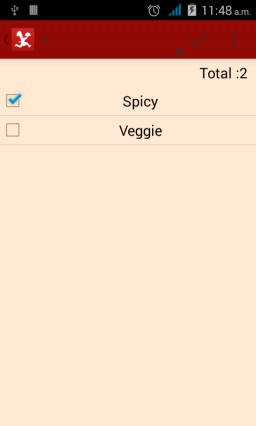 11:48 a.m.
Total :2
Spicy
Veggie